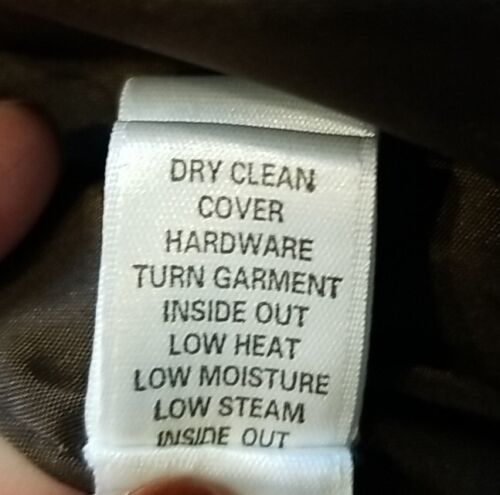 DRY CLEAN
COVER
HARDWARE
TURN GARMENT
INSIDE OUT
LOW HEAT
LOW MOISTURE
LOW STEAM
INSIDE OUT